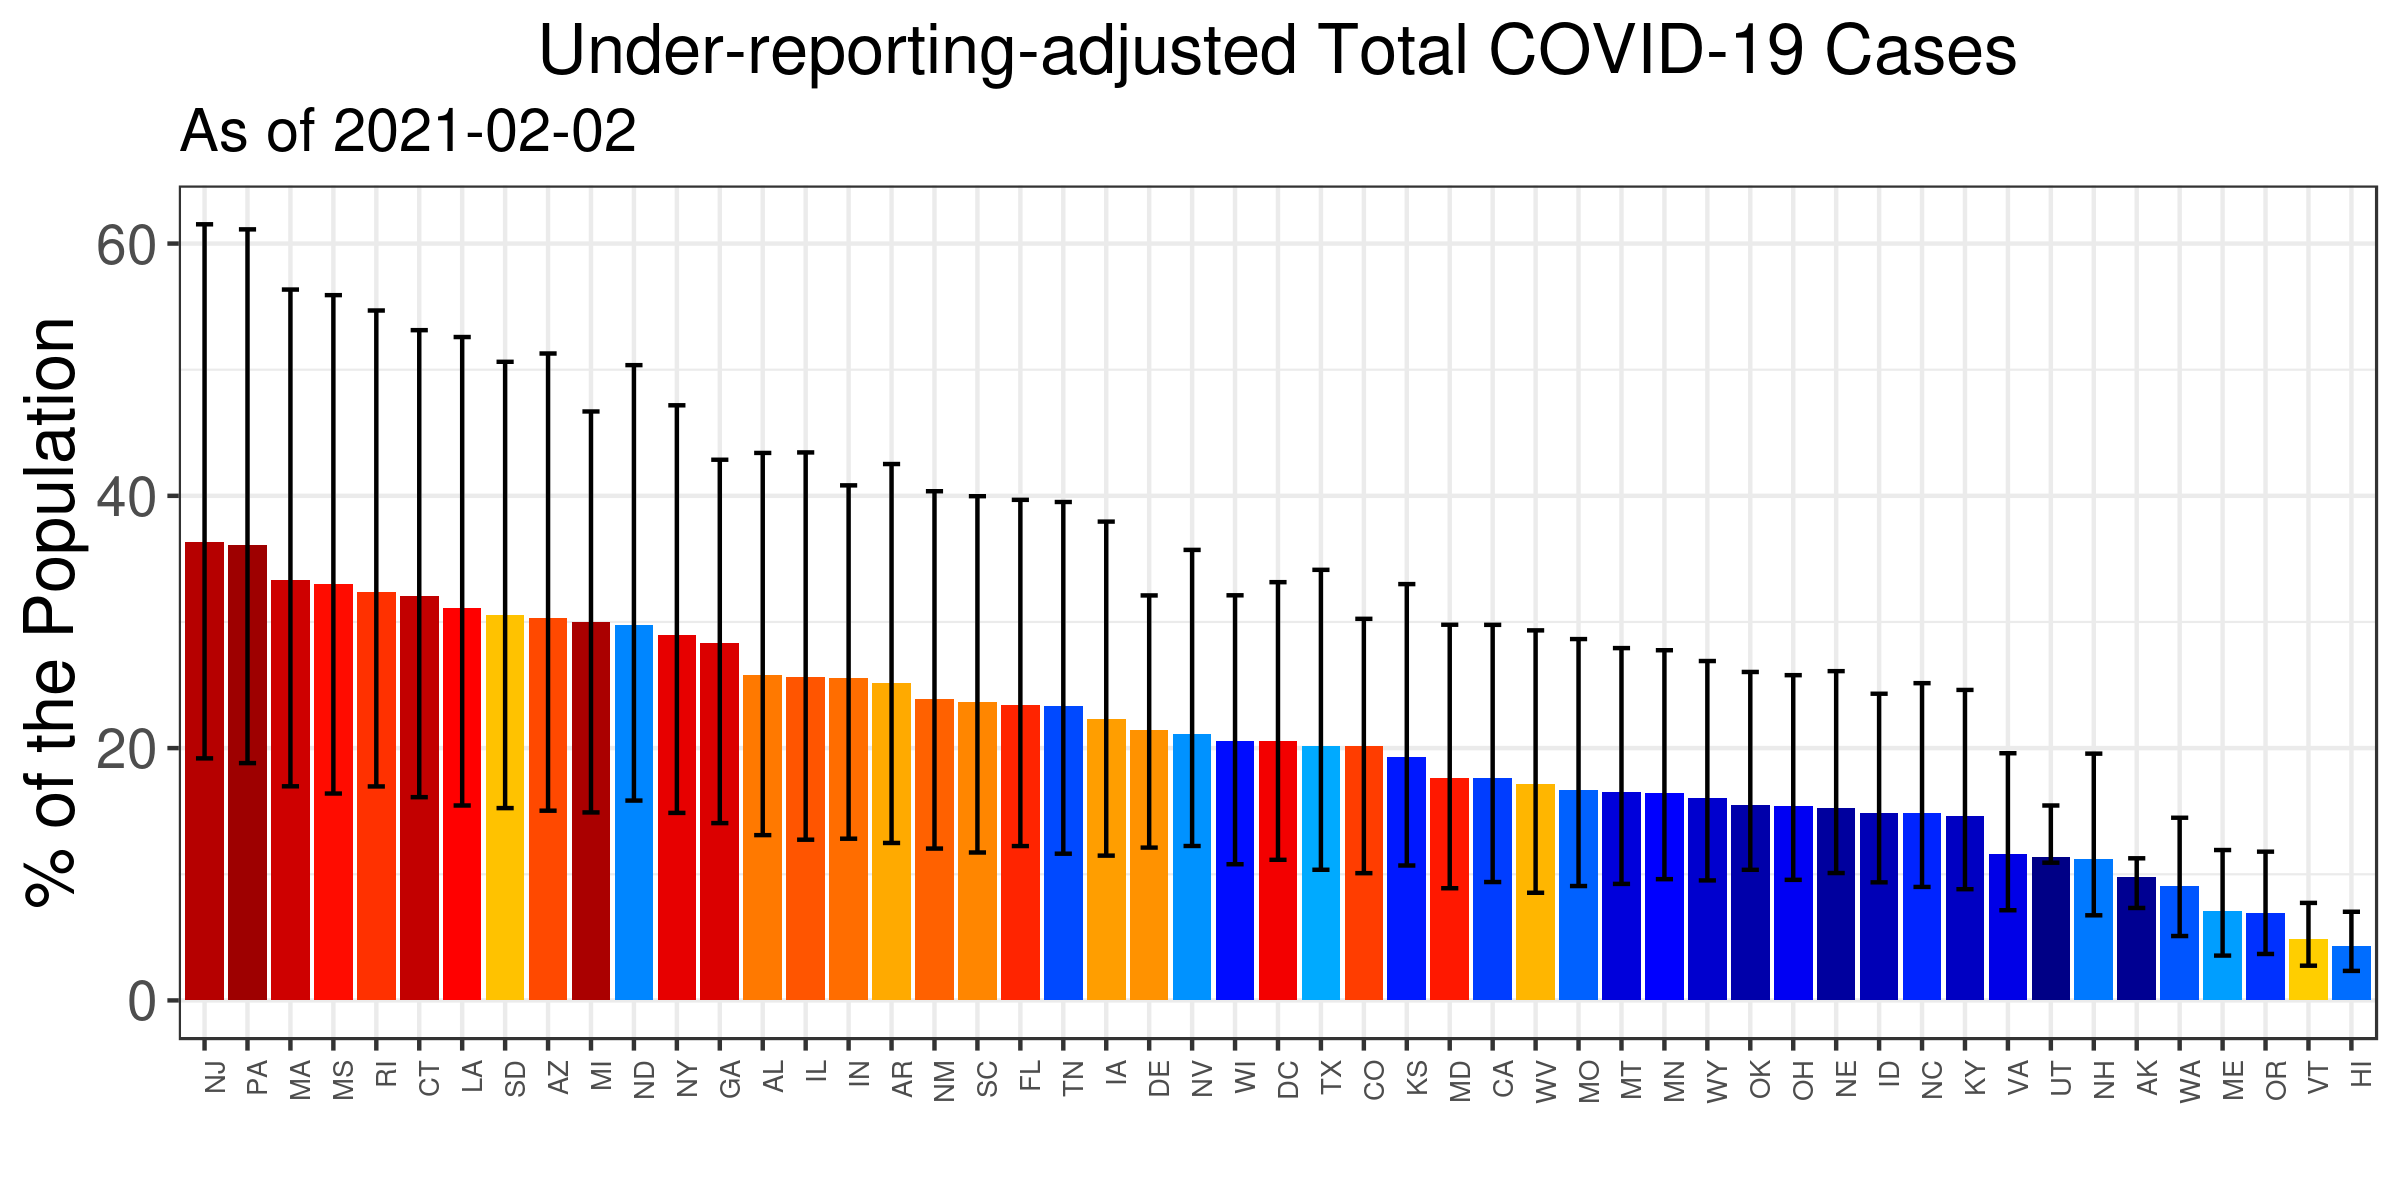 Under-reporting-adjusted Total COVID-19 Cases
As of 2021-02-02
% of the Population
60
40
20
0
NJ PA MA MS RI CT LA SD AZ MI ND NY GA AL IL IN AR NM SC FL TN IA DE NV WI DC TX CO KS MD CA WV MO MT MN WY OK OH NE ID NC KY VA UT NH AK WA ME OR VT HI